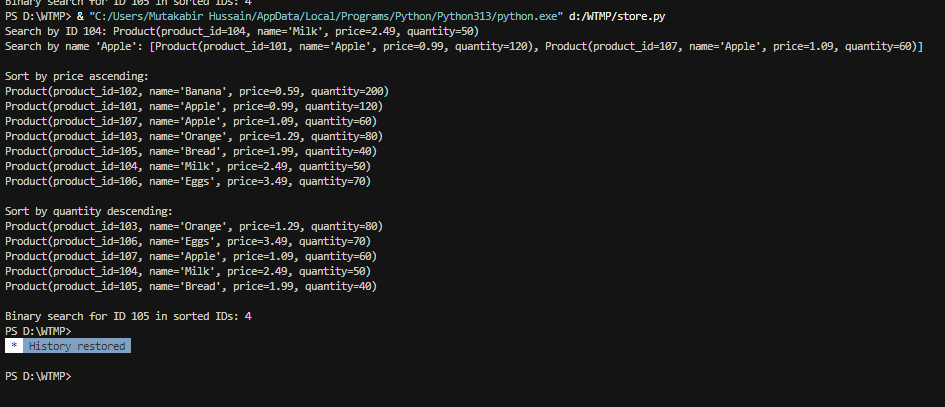 Binary search for ID 105 in sorted IDs: 4
PS D:\WTMP> & "C:/Users/Mutakabir Hussain/AppData/Local/Programs/Python/Python313/python.exe" d:/WTMP/store.py
Search by ID 104: Product(product_id=104, name='Milk', price=2.49, quantity=50)
Search by name 'Apple': [Product(product_id=101, name='Apple', price=0.99, quantity=120), Product(product_id=107, name='Apple', price=1.09, quantity=60)]
Sort by price ascending:
Product(product_id=102, name='Banana', price=0.59, quantity=200)
Product(product_id=101, name='Apple', price=0.99, quantity=120)
Product(product_id=107, name='Apple', price=1.09, quantity=60)
Product(product_id=103, name='Orange', price=1.29, quantity=80)
Product(product_id=105, name='Bread', price=1.99, quantity=40)
Product(product_id=104, name='Milk', price=2.49, quantity=50)
Product(product_id=106, name='Eggs', price=3.49, quantity=70)
Sort by quantity descending:
Product(product_id=103, name='Orange', price=1.29, quantity=80)
Product(product_id=106, name='Eggs', price=3.49, quantity=70)
Product(product_id=107, name='Apple', price=1.09, quantity=60)
Product(product_id=104, name='Milk', price=2.49, quantity=50)
Product(product_id=105, name='Bread', price=1.99, quantity=40)
Binary search for ID 105 in sorted IDs: 4
PS D:\WTMP>
* History restored
PS D:\WTMP>